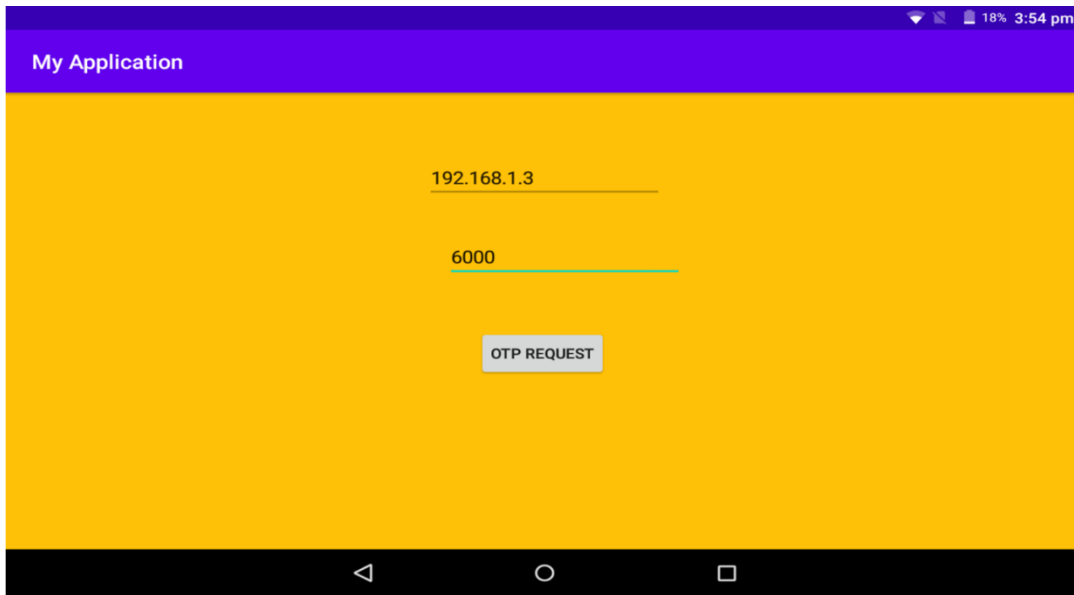 18% 3:54 pm
My Application
192.168.1.3
6000
OTP REQUEST